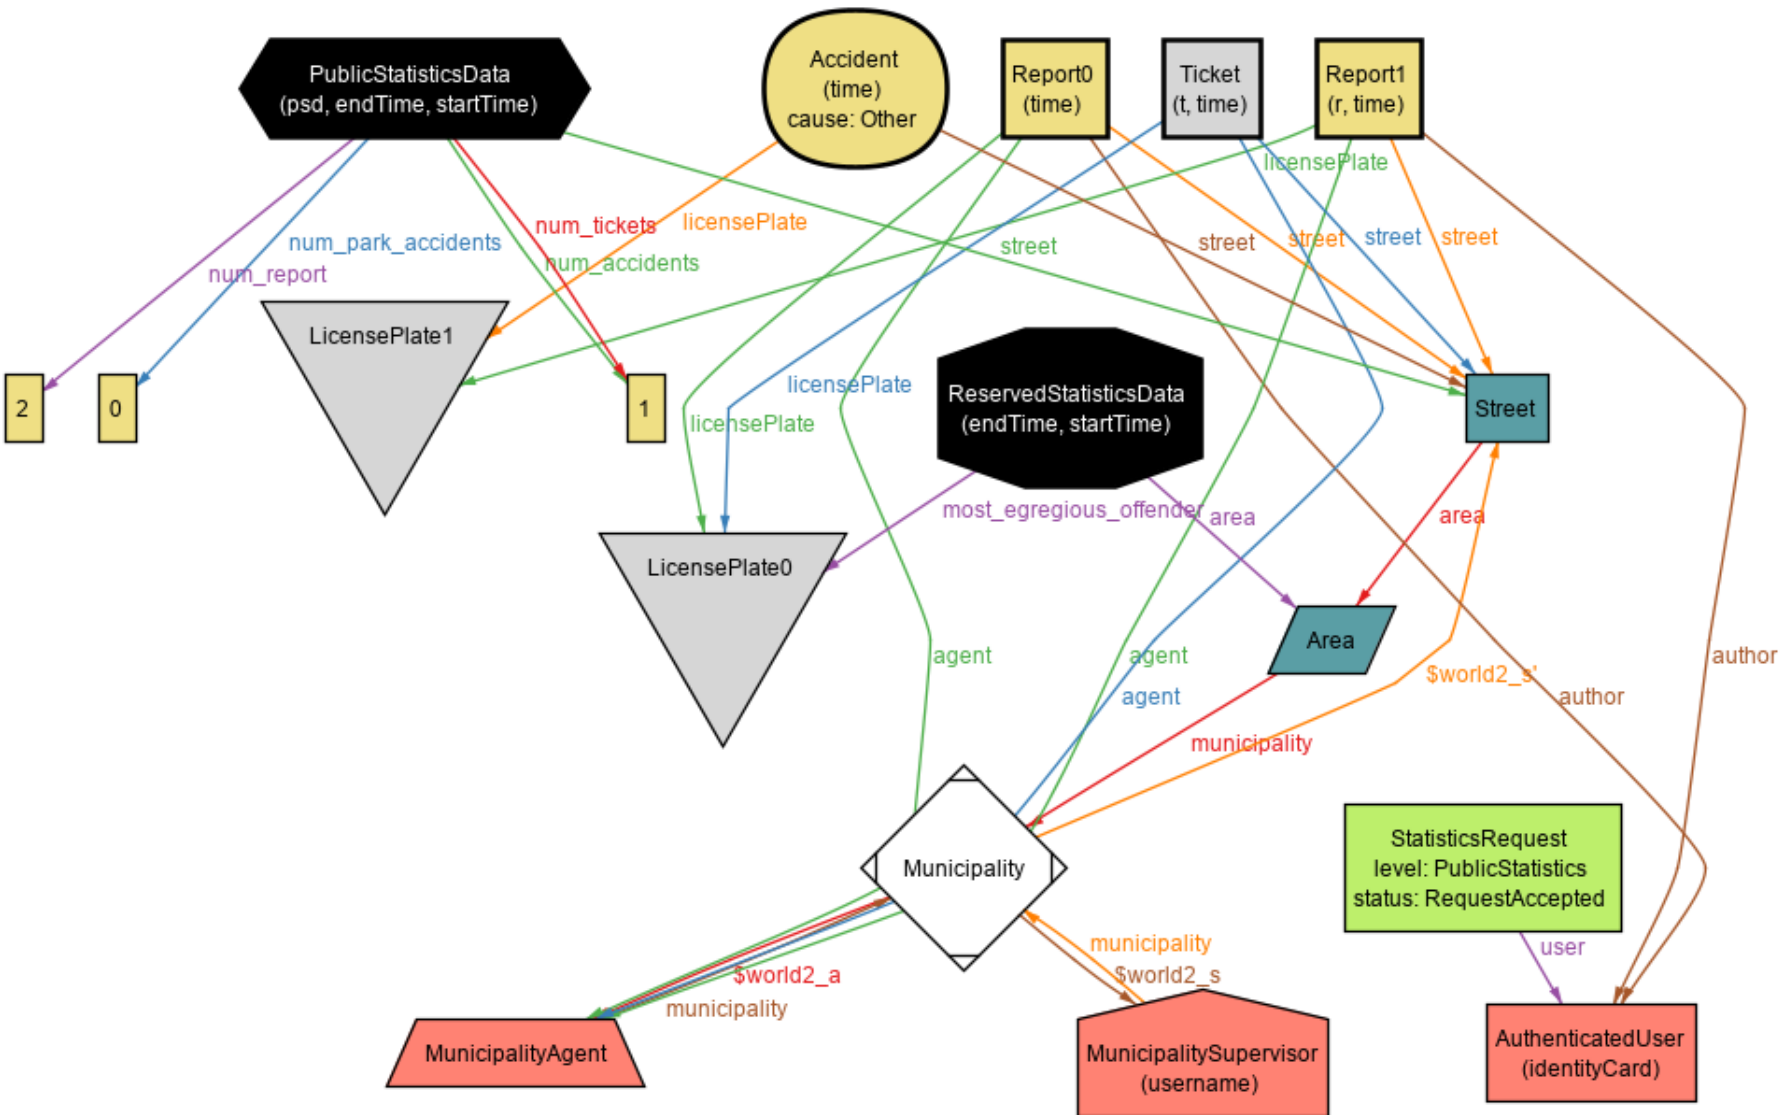 PublicStatisticsData
(psd, endTime, startTime)
Accident
(time)
cause: Other
Report0
(time)
Ticket
(t, time)
Report1
(r, time)
licensePlate
num_tickets
licensePlate
num_park_accidents
street
street
street
street
street
num_accidents
num_report
LicensePlate1
2
0
1
licensePlate
licensePlate
ReservedStatisticsData
(endTime, startTime)
Street
most_egregious_offender
area
area
LicensePlate0
Area
agent
agent
author
$world2_s'
agent
author
municipality
Municipality
StatisticsRequest
level: PublicStatistics
status: RequestAccepted
municipality
user
$world2_a
$world2_s
municipality
MunicipalityAgent
MunicipalitySupervisor
(username)
AuthenticatedUser
(identityCard)